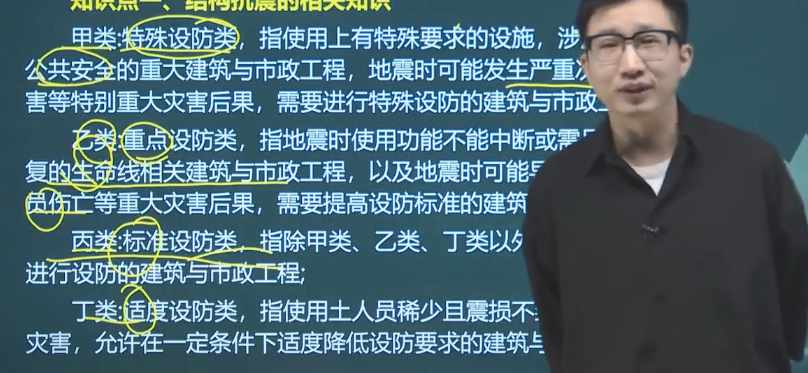 知识点一、结构抗震的相关知识
甲类:特殊设防类，指使用上有特殊要求的设施，涉
公共安全的重大建筑与市政工程，地震时可能发生严重次
害等特别重大灾害后果，需要进行特殊设防的建筑与市政
乙类:重点设防类，指地震时使用功能不能中断或需
复的生命线相关建筑与市政工程，以及地震时可能
员伤亡等重大灾害后果，需要提高设防标准的建筑
丙类:标准设防类，指除甲类、乙类、丁类以外
进行设防的建筑与市政工程;
丁类:适度设防类，指使用土人员稀少且震损不
灾害，允许在一定条件下适度降低设防要求的建筑与